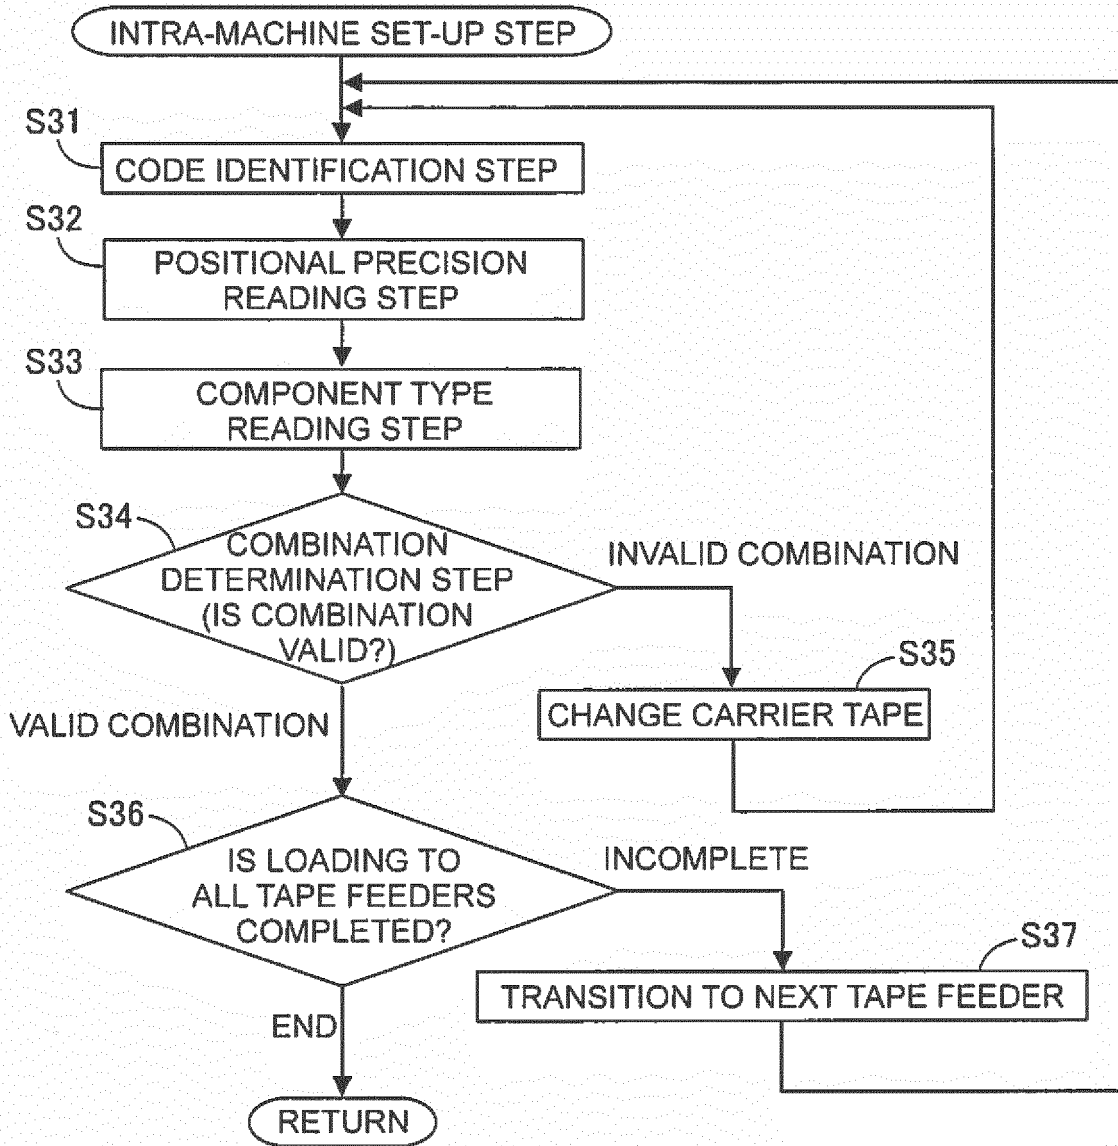 INTRA-MACHINE SET-UP STEP
S31
CODE IDENTIFICATION STEP
S32
POSITIONAL PRECISION
READING STEP
S33
COMPONENT TYPE
READING STEP
S34
COMBINATION
DETERMINATION STEP
(IS COMBINATION
VALID?)
INVALID COMBINATION
S35
CHANGE CARRIER TAPE
VALID COMBINATION
S36
IS LOADING TO
ALL TAPE FEEDERS
COMPLETED?
INCOMPLETE
S37
TRANSITION TO NEXT TAPE FEEDER
END
RETURN